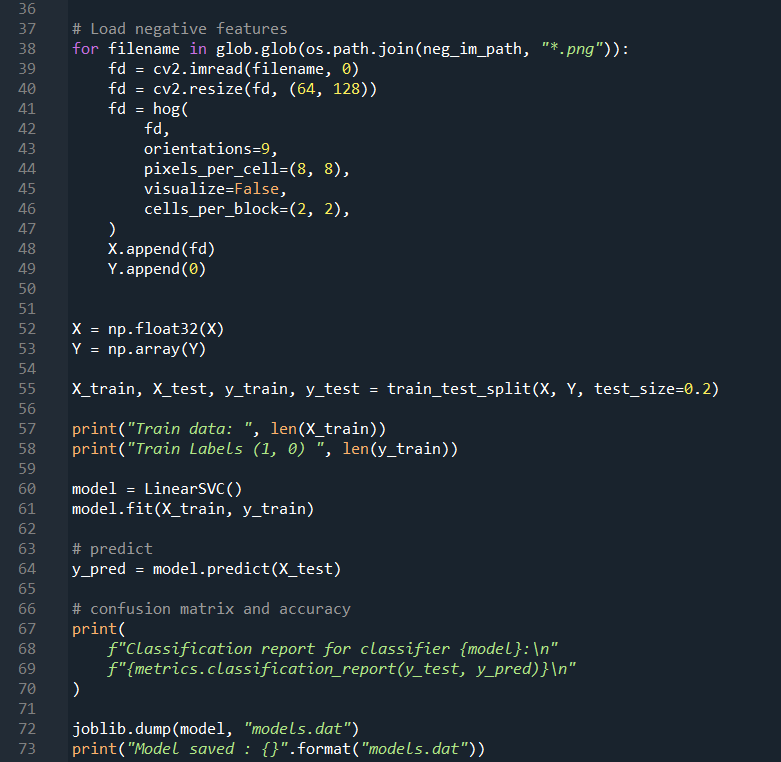 36
37 # Load negative features
38 for filename in glob.glob(os.path.join(neg_im_path, "*.png")):
39     fd = cv2.imread(filename, 0)
40     fd = cv2.resize(fd, (64, 128))
41     fd = hog(
42         fd,
43         orientations=9,
44         pixels_per_cell=(8, 8),
45         visualize=False,
46         cells_per_block=(2, 2),
47     )
48     X.append(fd)
49     Y.append(0)
50
51
52 X = np.float32(X)
53 Y = np.array(Y)
54
55 X_train, X_test, y_train, y_test = train_test_split(X, Y, test_size=0.2)
56
57 print("Train data: ", len(X_train))
58 print("Train Labels (1, 0) ", len(y_train))
59
60 model = LinearSVC()
61 model.fit(X_train, y_train)
62
63 # predict
64 y_pred = model.predict(X_test)
65
66 # confusion matrix and accuracy
67 print(
68     f"Classification report for classifier {model}:\n"
69     f"{metrics.classification_report(y_test, y_pred)}\n"
70 )
71
72 joblib.dump(model, "models.dat")
73 print("Model saved : {}".format("models.dat"))